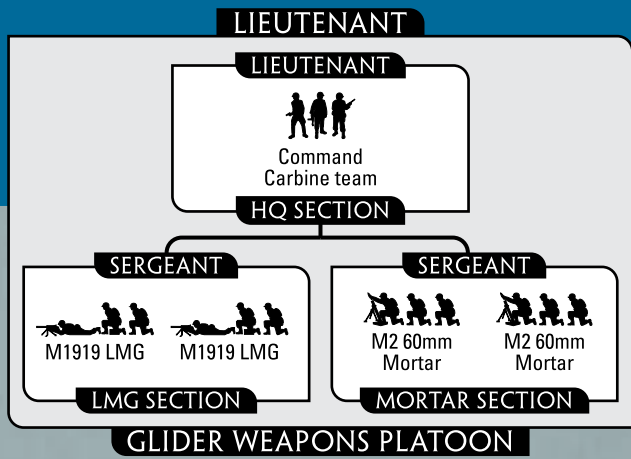 LIEUTENANT
LIEUTENANT
Command
Carbine team
HQ SECTION
SERGEANT
M1919 LMG
M1919 LMG
LMG SECTION
SERGEANT
M2 60mm
Mortar
M2 60mm
Mortar
MORTAR SECTION
GLIDER WEAPONS PLATOON